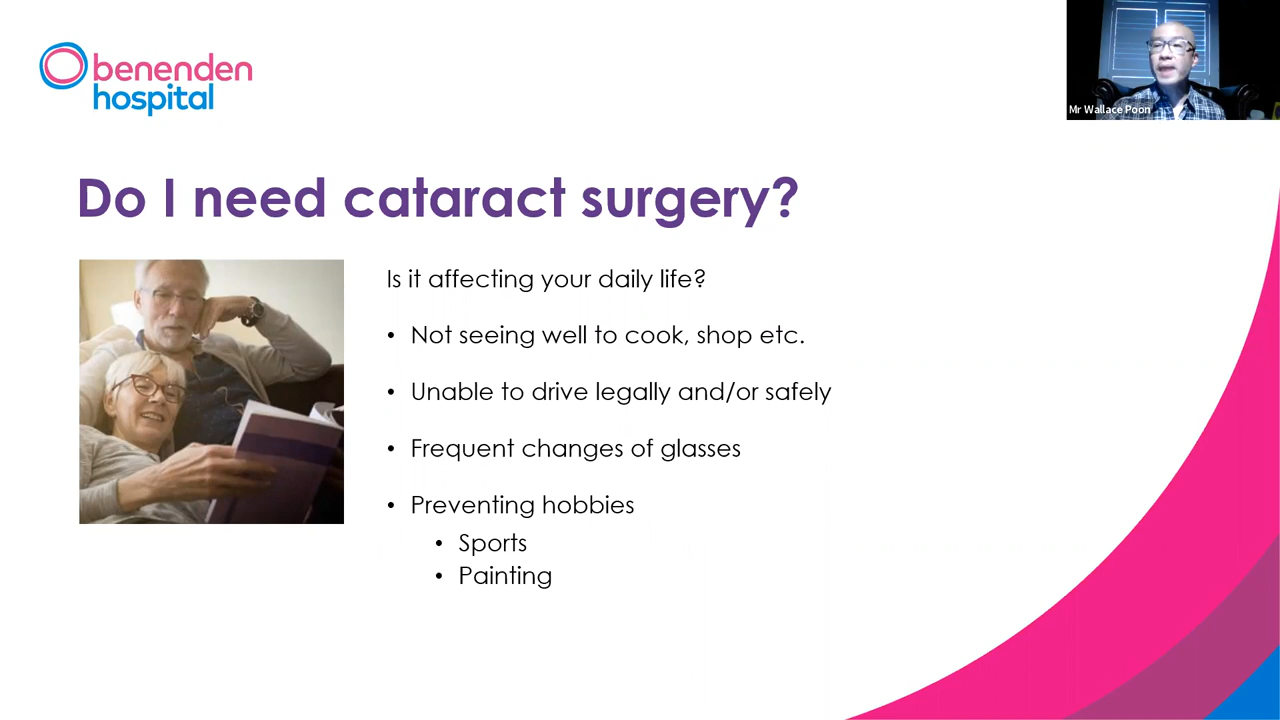 benenden
hospital
Mr Wallace Poon
Do I need cataract surgery?
Is it affecting your daily life?
• Not seeing well to cook, shop etc.
• Unable to drive legally and/or safely
• Frequent changes of glasses
• Preventing hobbies
• Sports
• Painting